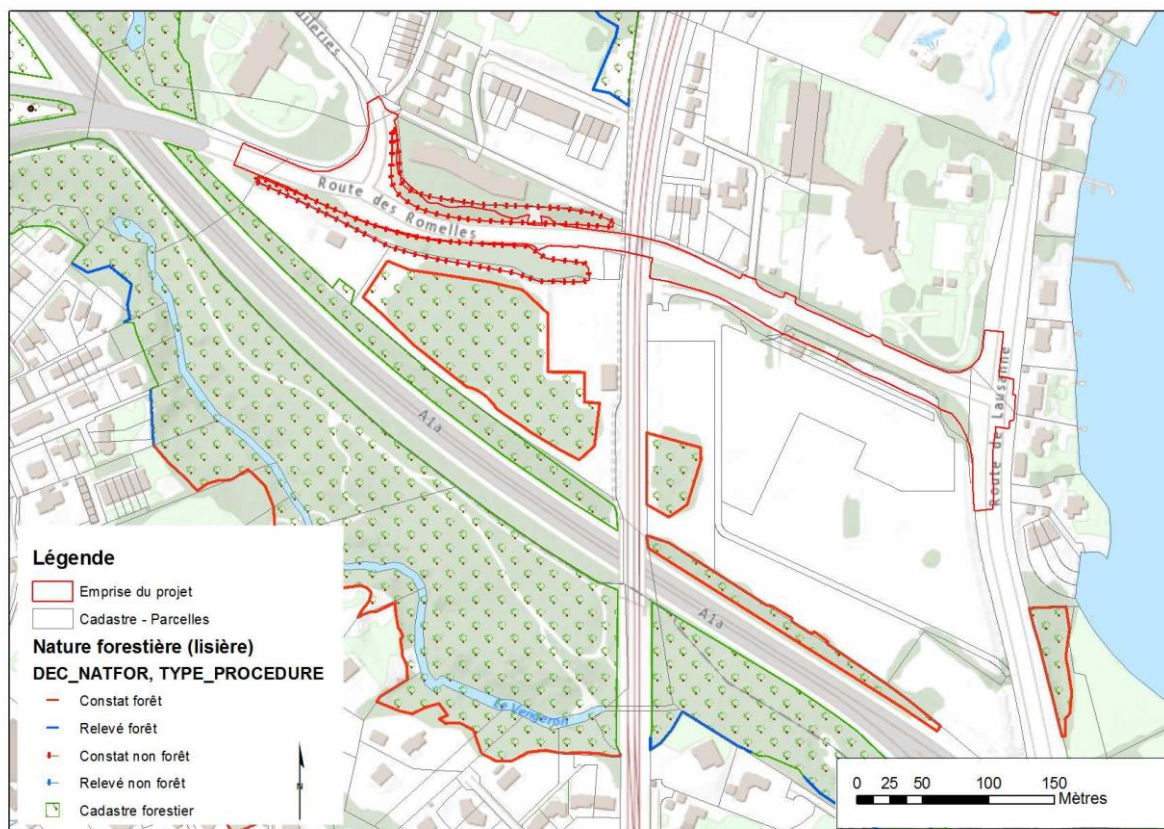 uileries
Route des Romelles
A1a
Route de Lausanne
A1a
Le Vengeron
Légende
Emprise du projet
Cadastre - Parcelles
Nature forestière (lisière)
DEC_NATFOR, TYPE_PROCEDURE
Constat forêt
Relevé forêt
Constat non forêt
Relevé non forêt
Cadastre forestier
N
0 25 50 100 150
Mètres